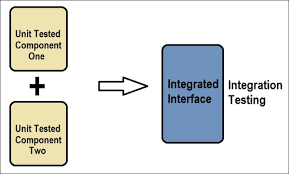 Unit Tested
Component
One
+
Unit Tested
Component
Two
Integrated
Interface
Integration
Testing